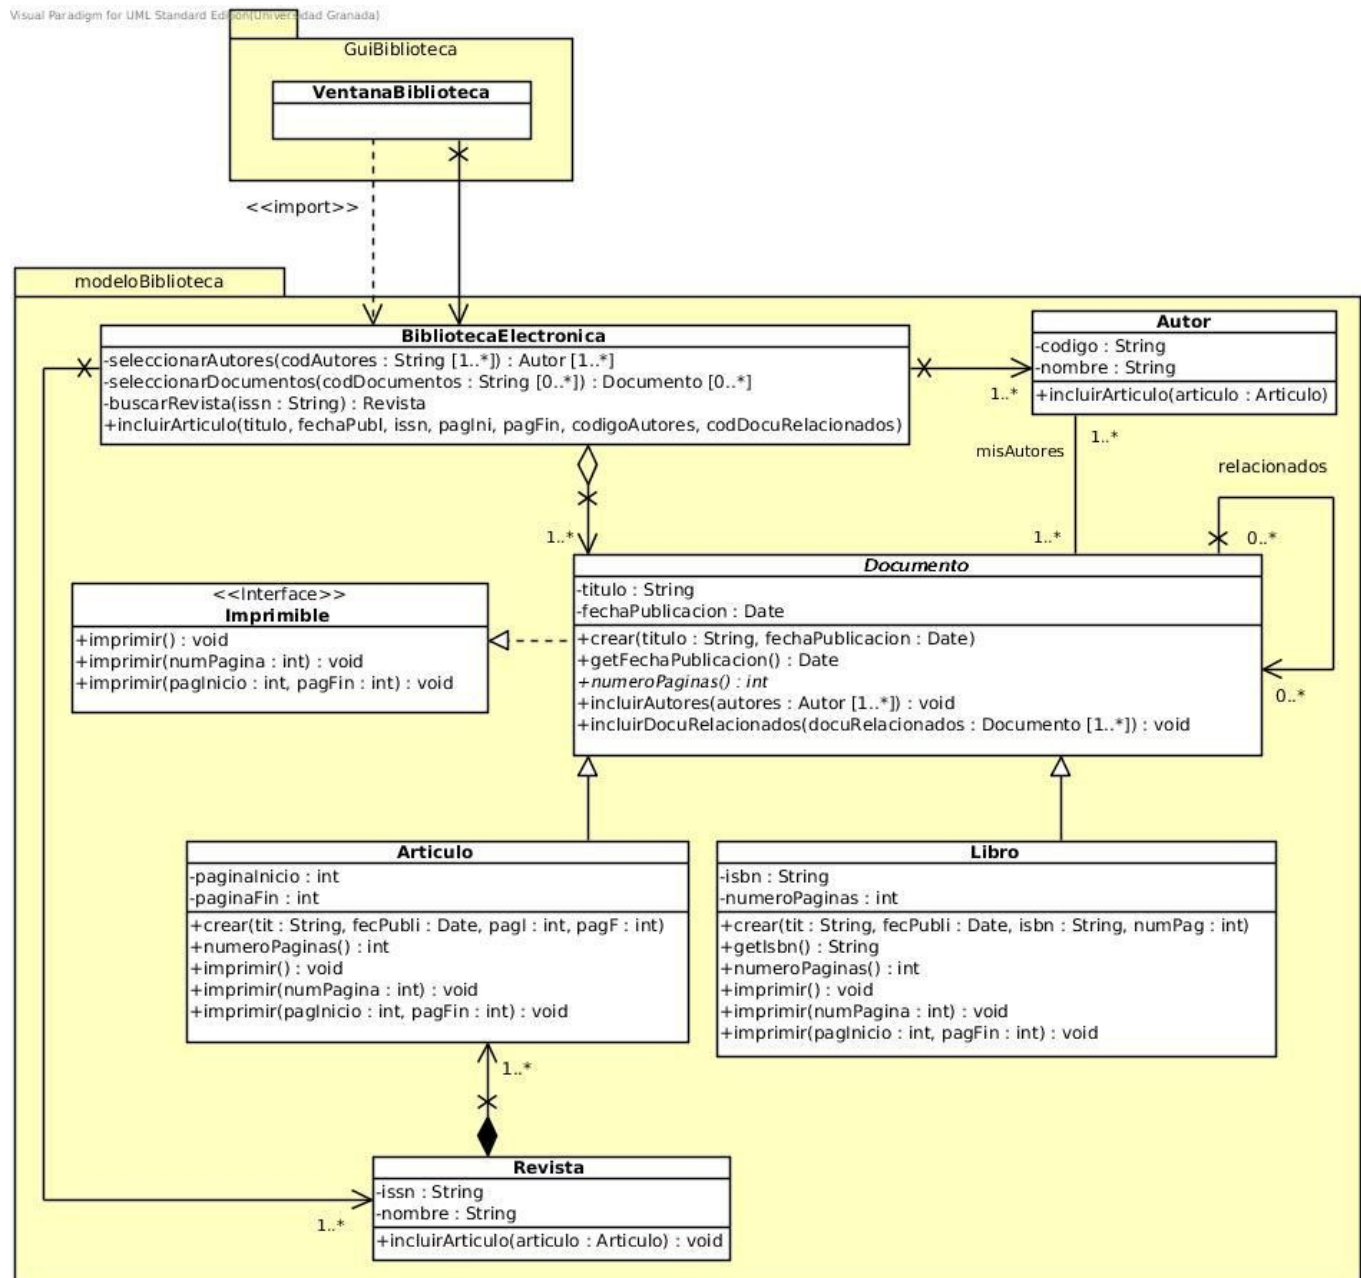 Visual Paradigm for UML Standard Edition(Universidad Granada)
GuiBiblioteca
VentanaBiblioteca
<<import>>
modeloBiblioteca
BibliotecaElectronica
-seleccionarAutores(codAutores : String [1..*]) : Autor [1..*]
-seleccionarDocumentos(codDocumentos : String [0..*]) : Documento [0..*]
-buscarRevista(issn : String) : Revista
+incluirArticulo(titulo, fechaPubl, issn, pagIni, pagFin, codigoAutores, codDocuRelacionados)
1..*
Autor
-codigo : String
-nombre : String
+incluirArticulo(articulo : Articulo)
1..*
misAutores
1..*
relacionados
0..*
0..*
1..*
Documento
-titulo : String
-fechaPublicacion : Date
+crear(titulo : String, fechaPublicacion : Date)
+getFechaPublicacion() : Date
+numeroPaginas() : int
+incluirAutores(autores : Autor [1..*]) : void
+incluirDocuRelacionados(docuRelacionados : Documento [1..*]) : void
<<Interface>>
Imprimible
+imprimir() : void
+imprimir(numPagina : int) : void
+imprimir(pagInicio : int, pagFin : int) : void
Articulo
-paginaInicio : int
-paginaFin : int
+crear(tit : String, fecPubli : Date, pagI : int, pagF : int)
+numeroPaginas() : int
+imprimir() : void
+imprimir(numPagina : int) : void
+imprimir(pagInicio : int, pagFin : int) : void
Libro
-isbn : String
-numeroPaginas : int
+crear(tit : String, fecPubli : Date, isbn : String, numPag : int)
+getIsbn() : String
+numeroPaginas() : int
+imprimir() : void
+imprimir(numPagina : int) : void
+imprimir(pagInicio : int, pagFin : int) : void
1..*
Revista
-issn : String
-nombre : String
+incluirArticulo(articulo : Articulo) : void
1..*